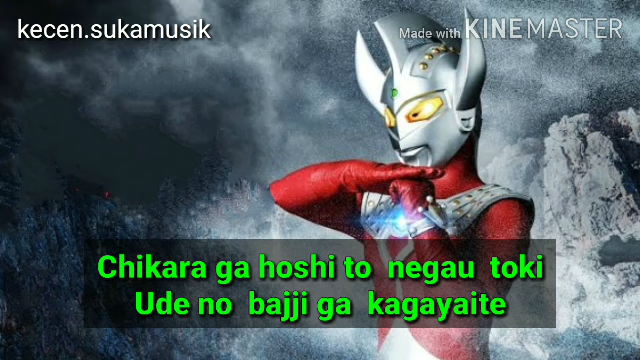 kecen.sukamusik
Made with KINEMASTER
Chikara ga hoshi to negau toki
Ude no bajji ga kagayaite